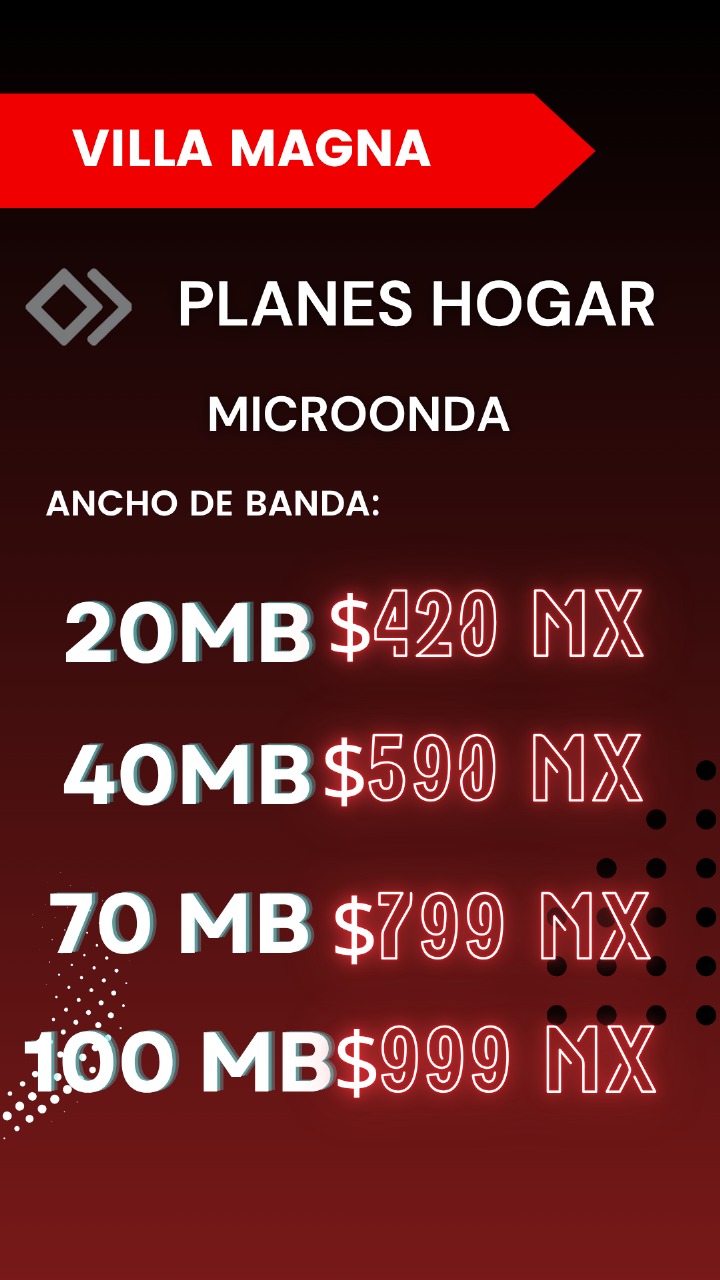 VILLA MAGNA
PLANES HOGAR
MICROONDA
ANCHO DE BANDA:
20MB $420 MX
40MB $590 MX
70 MB $799 MX
100 MB $999 MX